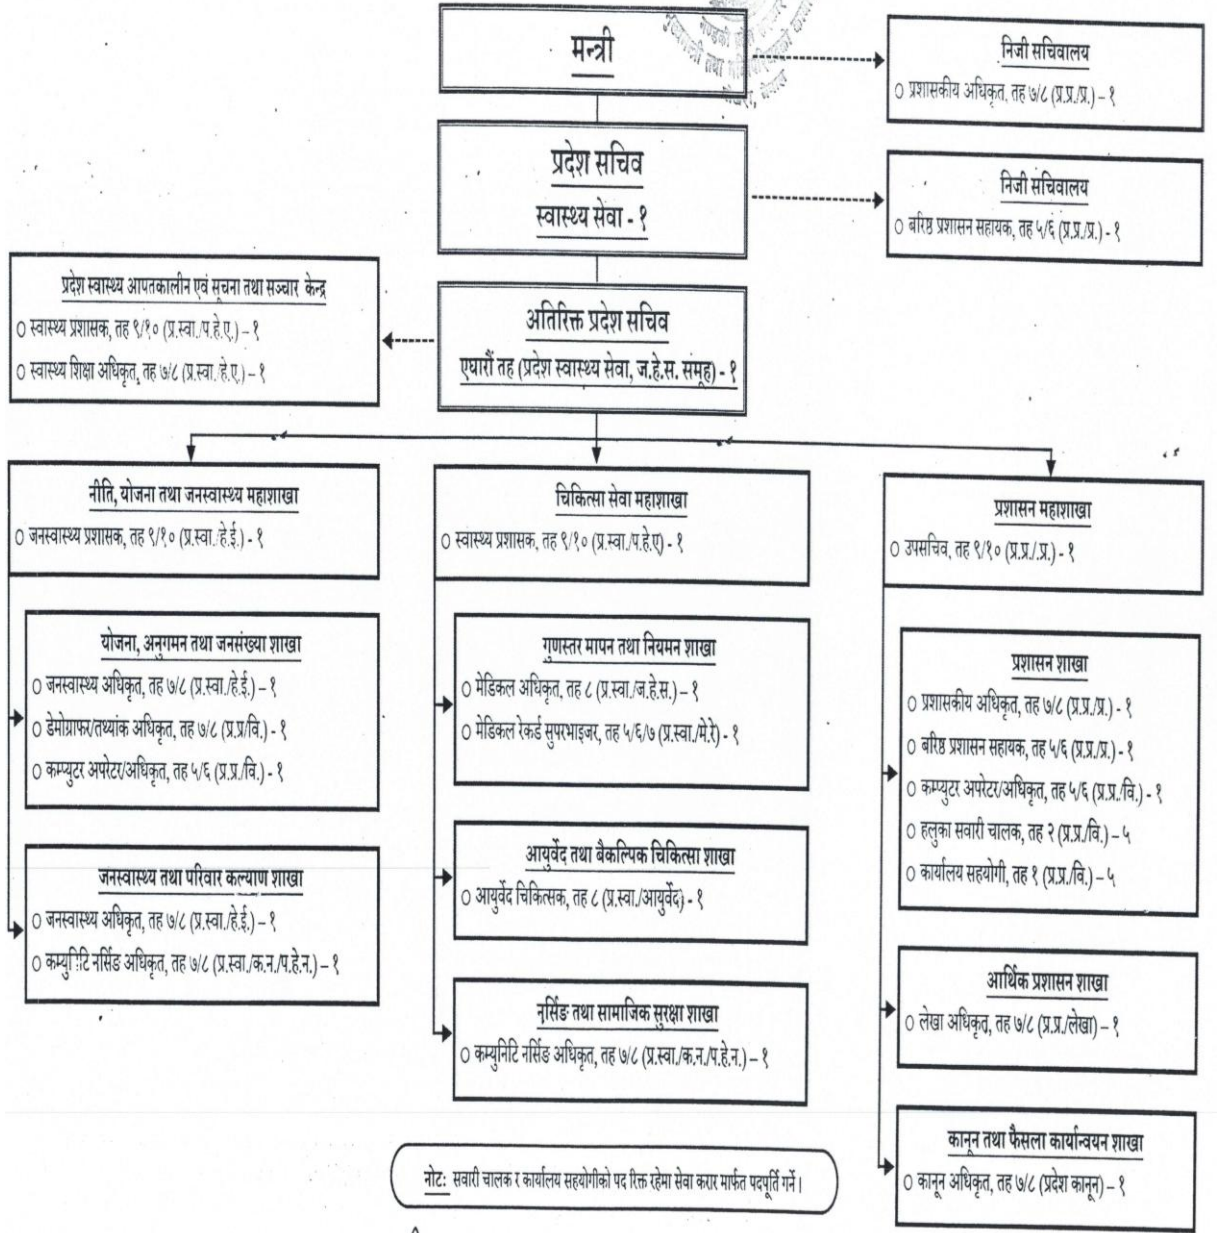 मन्त्री
निजी सचिवालय
○ प्रशासकीय अधिकृत, तह ७/८ (प्र.प्र./प्र.) – १
प्रदेश सचिव
स्वास्थ्य सेवा - १
निजी सचिवालय
○ बरिष्ठ प्रशासन सहायक, तह ५/६ (प्र.प्र./प्र.) - १
प्रदेश स्वास्थ्य आपतकालीन एवं सूचना तथा सञ्चार केन्द्र
○ स्वास्थ्य प्रशासक, तह ९/१० (प्र.स्वा./प.हे.ए.) – १
○ स्वास्थ्य शिक्षा अधिकृत, तह ७/८ (प्र.स्वा./हे.ए.) – १
अतिरिक्त प्रदेश सचिव
एघारौं तह (प्रदेश स्वास्थ्य सेवा, ज.हे.स. समूह) - १
नीति, योजना तथा जनस्वास्थ्य महाशाखा
○ जनस्वास्थ्य प्रशासक, तह ९/१० (प्र.स्वा./हे.ई.) - १
योजना, अनुगमन तथा जनसंख्या शाखा
○ जनस्वास्थ्य अधिकृत, तह ७/८ (प्र.स्वा./हे.ई.) – १
○ डेमोग्राफर/तथ्यांक अधिकृत, तह ७/८ (प्र.प्र/वि.) – १
○ कम्प्युटर अपरेटर/अधिकृत, तह ५/६ (प्र.प्र./वि.) - १
जनस्वास्थ्य तथा परिवार कल्याण शाखा
○ जनस्वास्थ्य अधिकृत, तह ७/८ (प्र.स्वा./हे.ई.) – १
○ कम्युनिटि नर्सिङ अधिकृत, तह ७/८ (प्र.स्वा./क.न./प.हे.न.) – १
चिकित्सा सेवा महाशाखा
○ स्वास्थ्य प्रशासक, तह ९/१० (प्र.स्वा./प.हे.ए) - १
गुणस्तर मापन तथा नियमन शाखा
○ मेडिकल अधिकृत, तह ८ (प्र.स्वा./ज.हे.स.) – १
○ मेडिकल रेकर्ड सुपरभाइजर, तह ५/६/७ (प्र.स्वा./मे.रे) - १
आयुर्वेद तथा बैकल्पिक चिकित्सा शाखा
○ आयुर्वेद चिकित्सक, तह ८ (प्र.स्वा./आयुर्वेद) - १
नर्सिङ तथा सामाजिक सुरक्षा शाखा
○ कम्युनिटि नर्सिङ अधिकृत, तह ७/८ (प्र.स्वा./क.न./प.हे.न.) – १
प्रशासन महाशाखा
○ उपसचिव, तह ९/१० (प्र.प्र./.प्र.) - १
प्रशासन शाखा
○ प्रशासकीय अधिकृत, तह ७/८ (प्र.प्र./प्र.) - १
○ बरिष्ठ प्रशासन सहायक, तह ५/६ (प्र.प्र./प्र.) - १
○ कम्प्युटर अपरेटर/अधिकृत, तह ५/६ (प्र.प्र./वि.) - १
○ हलुका सवारी चालक, तह २ (प्र.प्र/वि.) – ५
○ कार्यालय सहयोगी, तह १ (प्र.प्र/वि.) – ५
आर्थिक प्रशासन शाखा
○ लेखा अधिकृत, तह ७/८ (प्र.प्र./लेखा) – १
कानून तथा फैसला कार्यान्वयन शाखा
○ कानून अधिकृत, तह ७/८ (प्रदेश कानून) – १
नोट: सवारी चालक र कार्यालय सहयोगीको पद रिक्त रहेमा सेवा करार मार्फत पदपूर्ति गर्ने।